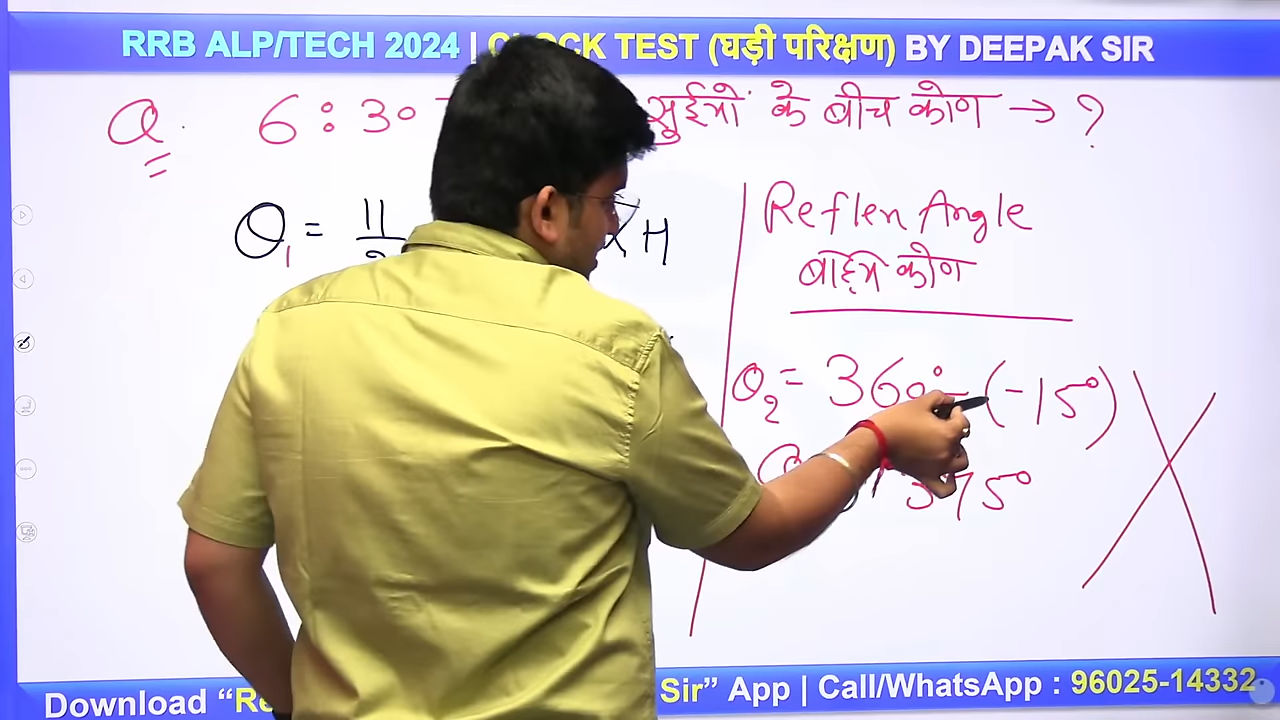 RRB ALP/TECH 2024 | CLOCK TEST (घड़ी परिक्षण) BY DEEPAK SIR
Q. 6:30 सुईयों के बीच कोण → ?
θ₁ = 11 X H
Reflen Angle
बाह्य कोण
θ₂ = 360° - (-15°)
375°
Download “Re Sir” App | Call/WhatsApp : 96025-14332